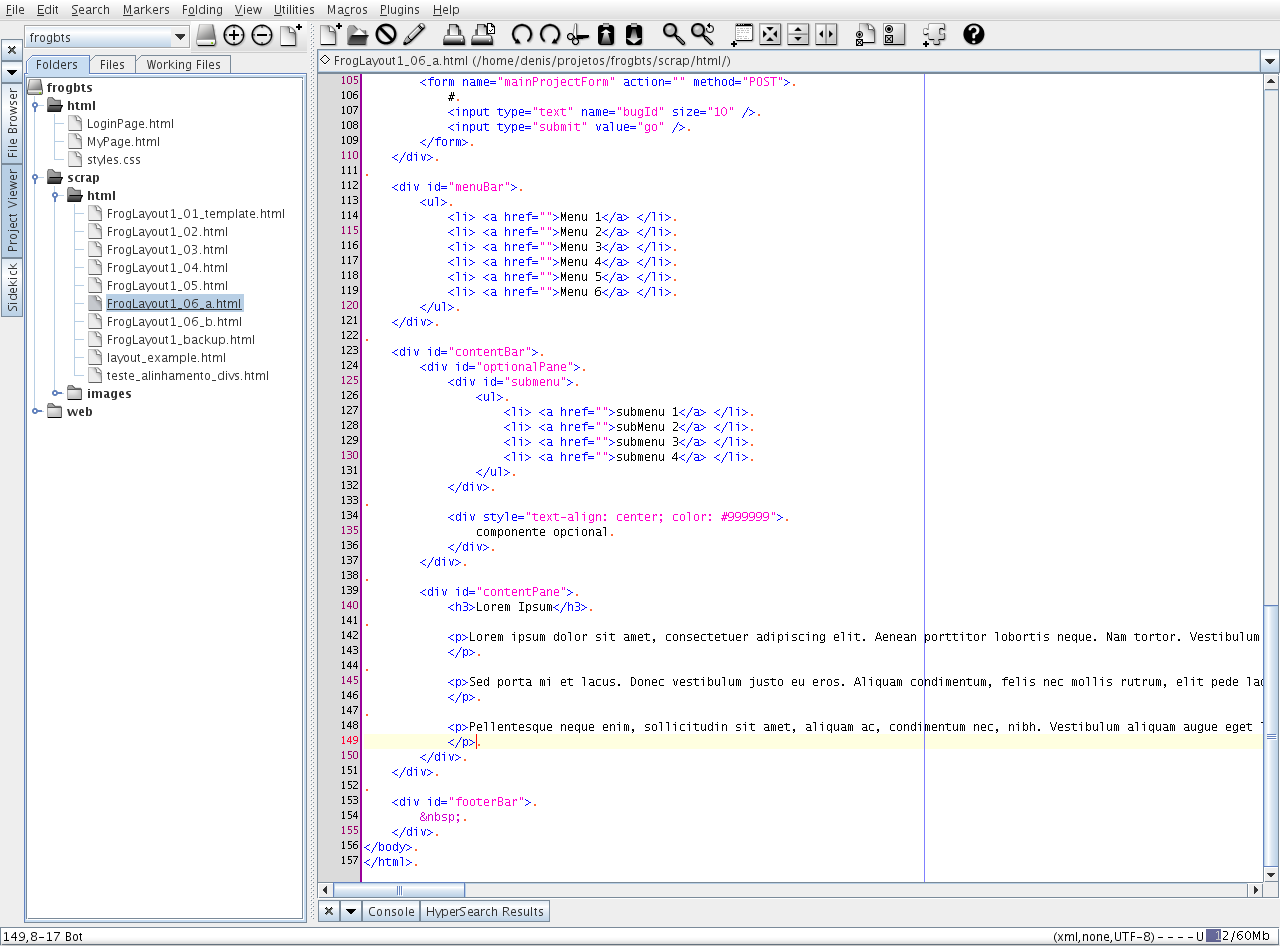 File Edit Search Markers Folding View Utilities Macros Plugins Help
frogbts
Folders Files Working Files
File Browser
Project Viewer
Sidekick
frogbts
html
LoginPage.html
MyPage.html
styles.css
scrap
html
FrogLayout1_01_template.html
FrogLayout1_02.html
FrogLayout1_03.html
FrogLayout1_04.html
FrogLayout1_05.html
FrogLayout1_06_a.html
FrogLayout1_06_b.html
FrogLayout1_backup.html
layout_example.html
teste_alinhamento_divs.html
images
web
FrogLayout1_06_a.html (/home/denis/projetos/frogbts/scrap/html/)
105 <form name="mainProjectForm" action="" method="POST">.
106 #.
107 <input type="text" name="bugId" size="10" />.
108 <input type="submit" value="go" />.
109 </form>.
110 </div>.
111 .
112 <div id="menuBar">.
113 <ul>.
114 <li> <a href="">Menu 1</a> </li>.
115 <li> <a href="">Menu 2</a> </li>.
116 <li> <a href="">Menu 3</a> </li>.
117 <li> <a href="">Menu 4</a> </li>.
118 <li> <a href="">Menu 5</a> </li>.
119 <li> <a href="">Menu 6</a> </li>.
120 </ul>.
121 </div>.
122 .
123 <div id="contentBar">.
124 <div id="optionalPane">.
125 <div id="submenu">.
126 <ul>.
127 <li> <a href="">submenu 1</a> </li>.
128 <li> <a href="">subMenu 2</a> </li>.
129 <li> <a href="">submenu 3</a> </li>.
130 <li> <a href="">submenu 4</a> </li>.
131 </ul>.
132 </div>.
133 .
134 <div style="text-align: center; color: #999999">.
135 componente opcional.
136 </div>.
137 </div>.
138 .
139 <div id="contentPane">.
140 <h3>Lorem Ipsum</h3>.
141 .
142 <p>Lorem ipsum dolor sit amet, consectetuer adipiscing elit. Aenean porttitor lobortis neque. Nam tortor. Vestibulum
143 </p>.
144 .
145 <p>Sed porta mi et lacus. Donec vestibulum justo eu eros. Aliquam condimentum, felis nec mollis rutrum, elit pede
146 </p>.
147 .
148 <p>Pellentesque neque enim, sollicitudin sit amet, aliquam ac, condimentum nec, nibh. Vestibulum aliquam augue eget
149 </p>.
150 </div>.
151 </div>.
152 .
153 <div id="footerBar">.
154 &nbsp;.
155 </div>.
156 </body>.
157 </html>.
Console HyperSearch Results
149,8-17 Bot (xml,none,UTF-8) - - - - U 12/60Mb